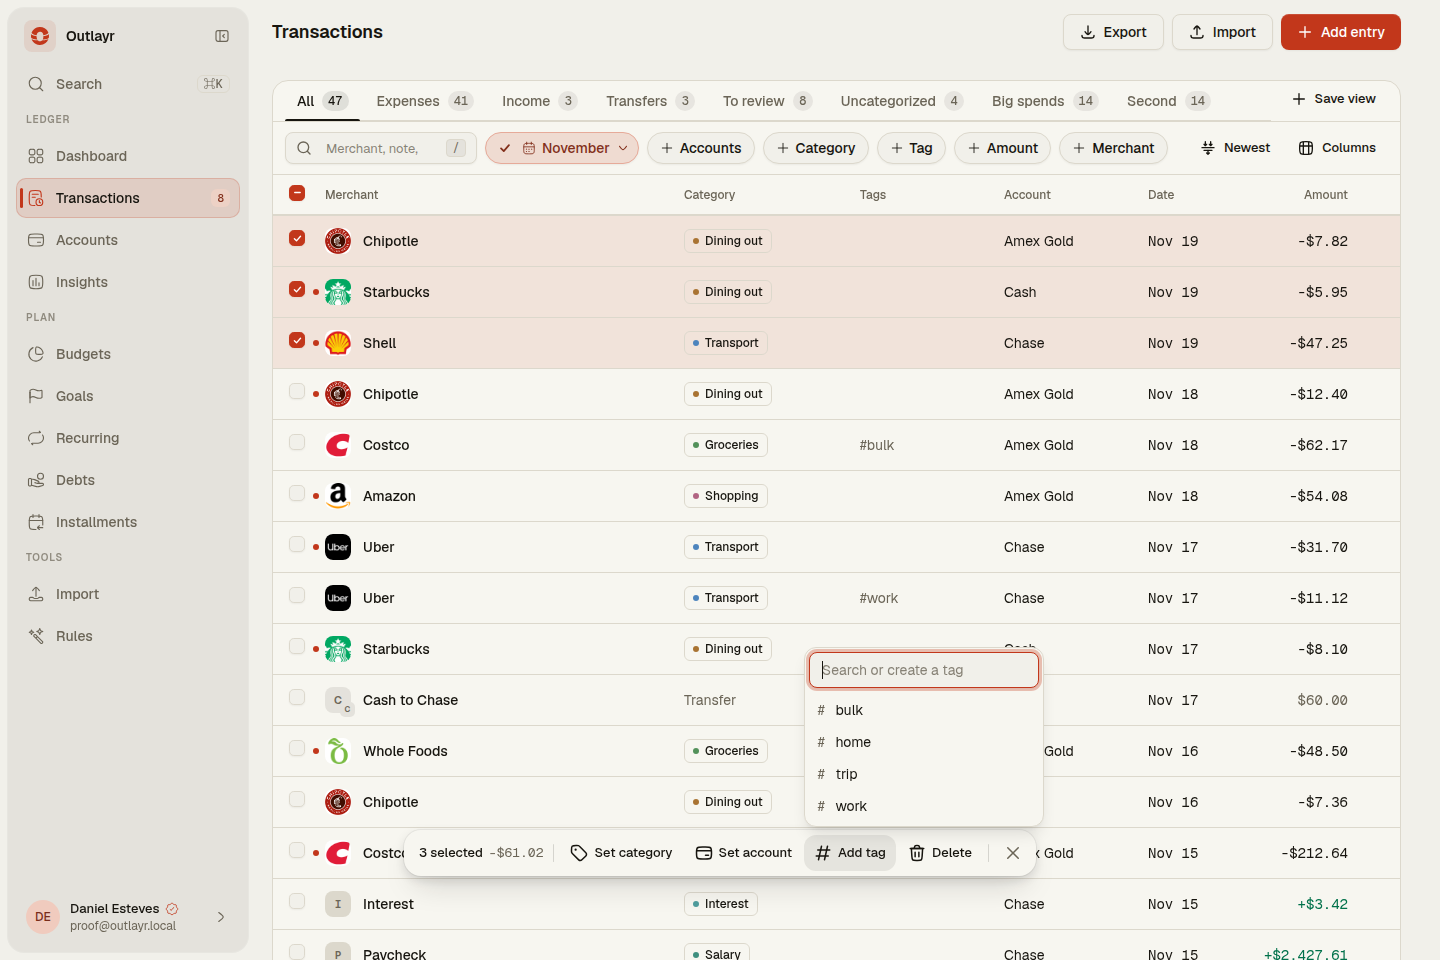 Outlayr
Search ⌘K
LEDGER
Dashboard
Transactions 8
Accounts
Insights
PLAN
Budgets
Goals
Recurring
Debts
Installments
TOOLS
Import
Rules
DE Daniel Esteves
proof@outlayr.local
Transactions
Export Import Add entry
All 47 Expenses 41 Income 3 Transfers 3 To review 8 Uncategorized 4 Big spends 14 Second 14 Save view
Merchant, note, / November Accounts Category Tag Amount Merchant Newest Columns
Merchant Category Tags Account Date Amount
Chipotle Dining out Amex Gold Nov 19 -$7.82
Starbucks Dining out Cash Nov 19 -$5.95
Shell Transport Chase Nov 19 -$47.25
Chipotle Dining out Amex Gold Nov 18 -$12.40
Costco Groceries #bulk Amex Gold Nov 18 -$62.17
Amazon Shopping Amex Gold Nov 18 -$54.08
Uber Uber Transport Chase Nov 17 -$31.70
Uber Uber Transport #work Chase Nov 17 -$11.12
Starbucks Dining out Nov 17 -$8.10
C C Cash to Chase Transfer Nov 17 $60.00
Whole Foods Groceries Gold Nov 16 -$48.50
Chipotle Dining out Nov 16 -$7.36
Costc Gold Nov 15 -$212.64
I Interest Interest Chase Nov 15 +$3.42
P Paycheck Salary Chase Nov 15 +$2,427.61
Search or create a tag
# bulk
# home
# trip
# work
3 selected -$61.02 Set category Set account Add tag Delete